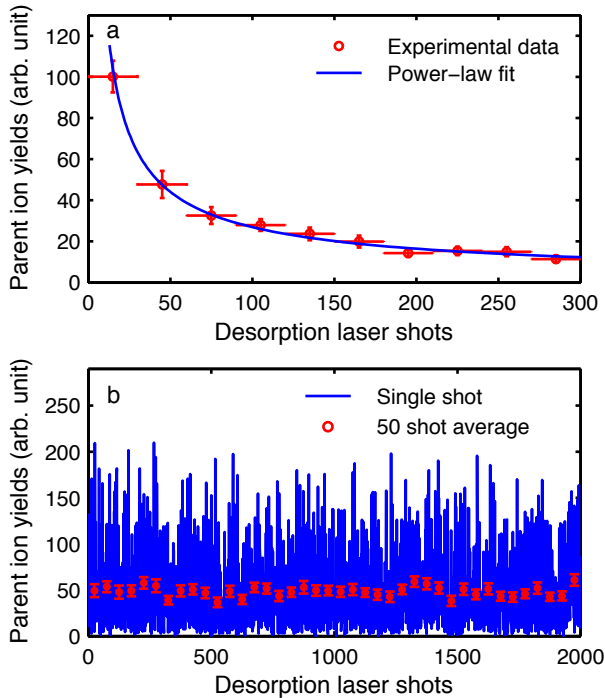 a
Experimental data
Power-law fit
Parent ion yields (arb. unit)
120
100
80
60
40
20
0
0 50 100 150 200 250 300
Desorption laser shots
b
Single shot
50 shot average
Parent ion yields (arb. unit)
250
200
150
100
50
0
0 500 1000 1500 2000
Desorption laser shots